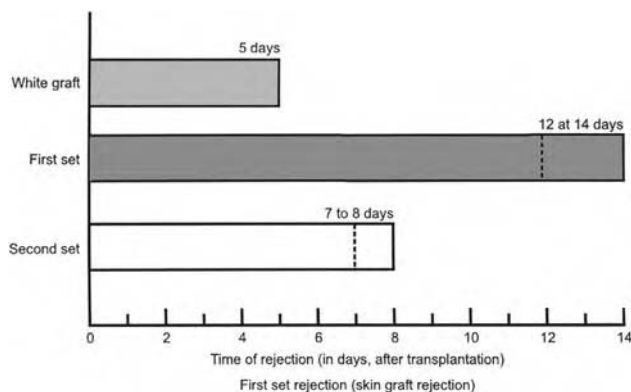 5 days
White graft
12 at 14 days
First set
7 to 8 days
Second set
0 2 4 6 8 10 12 14
Time of rejection (in days, after transplantation)
First set rejection (skin graft rejection)